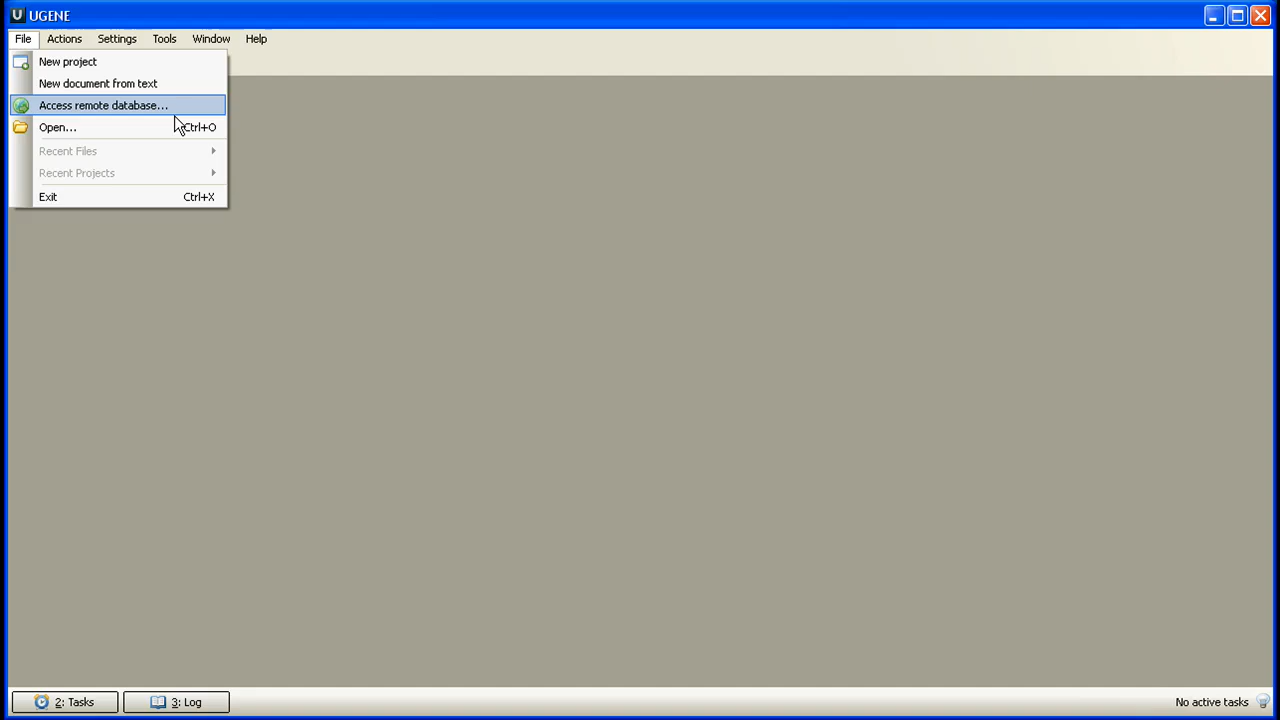 UGENE
File Actions Settings Tools Window Help
New project
New document from text
Access remote database...
Open... Ctrl+O
Recent Files
Recent Projects
Exit Ctrl+X
2: Tasks 3: Log No active tasks